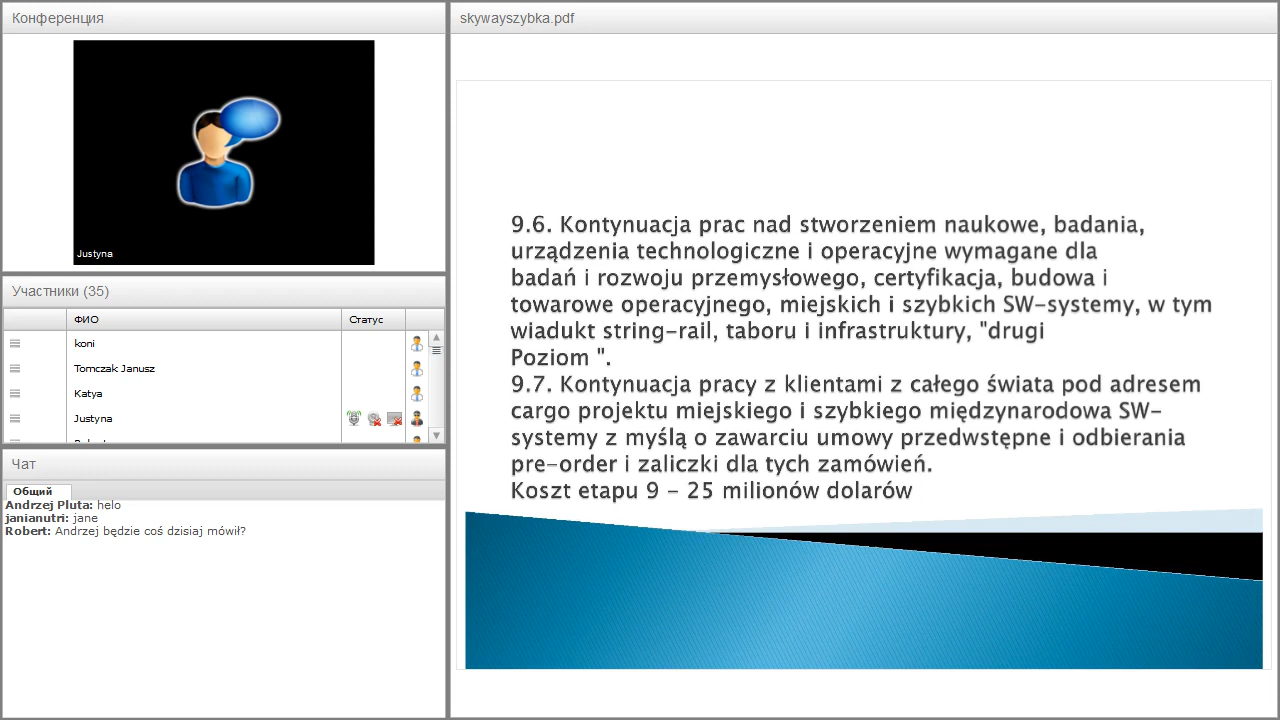 Конференция
Justyna
Участники (35)
ФИО
Статус
koni
Tomczak Janusz
Katya
Justyna
Чат
Общий
Andrzej Pluta: helo
janianutri: jane
Robert: Andrzej będzie coś dzisiaj mówił?
skywayszybka.pdf
9.6. Kontynuacja prac nad stworzeniem naukowe, badania,
urządzenia technologiczne i operacyjne wymagane dla
badań i rozwoju przemysłowego, certyfikacja, budowa i
towarowe operacyjnego, miejskich i szybkich SW-systemy, w tym
wiadukt string-rail, taboru i infrastruktury, "drugi
Poziom ".
9.7. Kontynuacja pracy z klientami z całego świata pod adresem
cargo projektu miejskiego i szybkiego międzynarodowa SW-
systemy z myślą o zawarciu umowy przedwstępne i odbierania
pre-order i zaliczki dla tych zamówień.
Koszt etapu 9 - 25 milionów dolarów